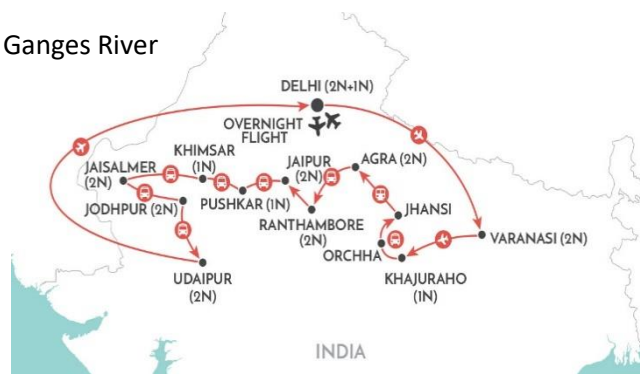 Ganges River
DELHI (2N+1N)
OVERNIGHT
FLIGHT
KHIMSAR
(1N)
JAISALMER
(2N)
JODHPUR (2N)
PUSHKAR (1N)
JAIPUR
(2N)
AGRA (2N)
RANTHAMBORE
(2N)
JHANSI
ORCHHA
VARANASI (2N)
KHAJURAHO
(1N)
UDAIPUR
(2N)
INDIA